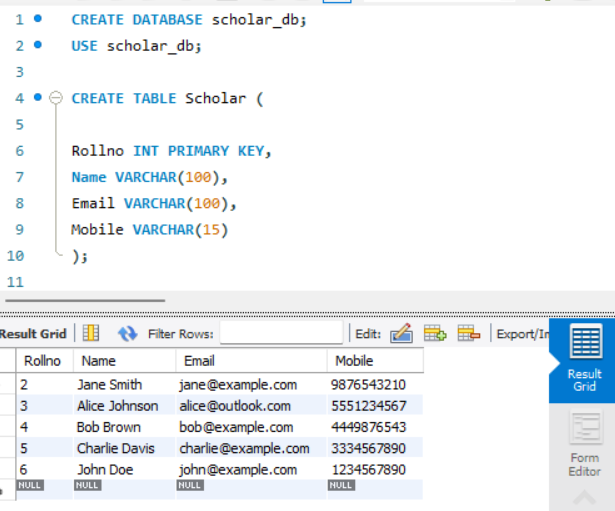 1 CREATE DATABASE scholar_db;
2 USE scholar_db;
3
4 CREATE TABLE Scholar (
5
6 Rollno INT PRIMARY KEY,
7 Name VARCHAR(100),
8 Email VARCHAR(100),
9 Mobile VARCHAR(15)
10 );
11
Result Grid Filter Rows: Edit: Export/Im
Rollno Name Email Mobile
2 Jane Smith jane@example.com 9876543210
3 Alice Johnson alice@outlook.com 5551234567
4 Bob Brown bob@example.com 4449876543
5 Charlie Davis charlie@example.com 3334567890
6 John Doe john@example.com 1234567890
NULL NULL NULL NULL
Result
Grid
Form
Editor